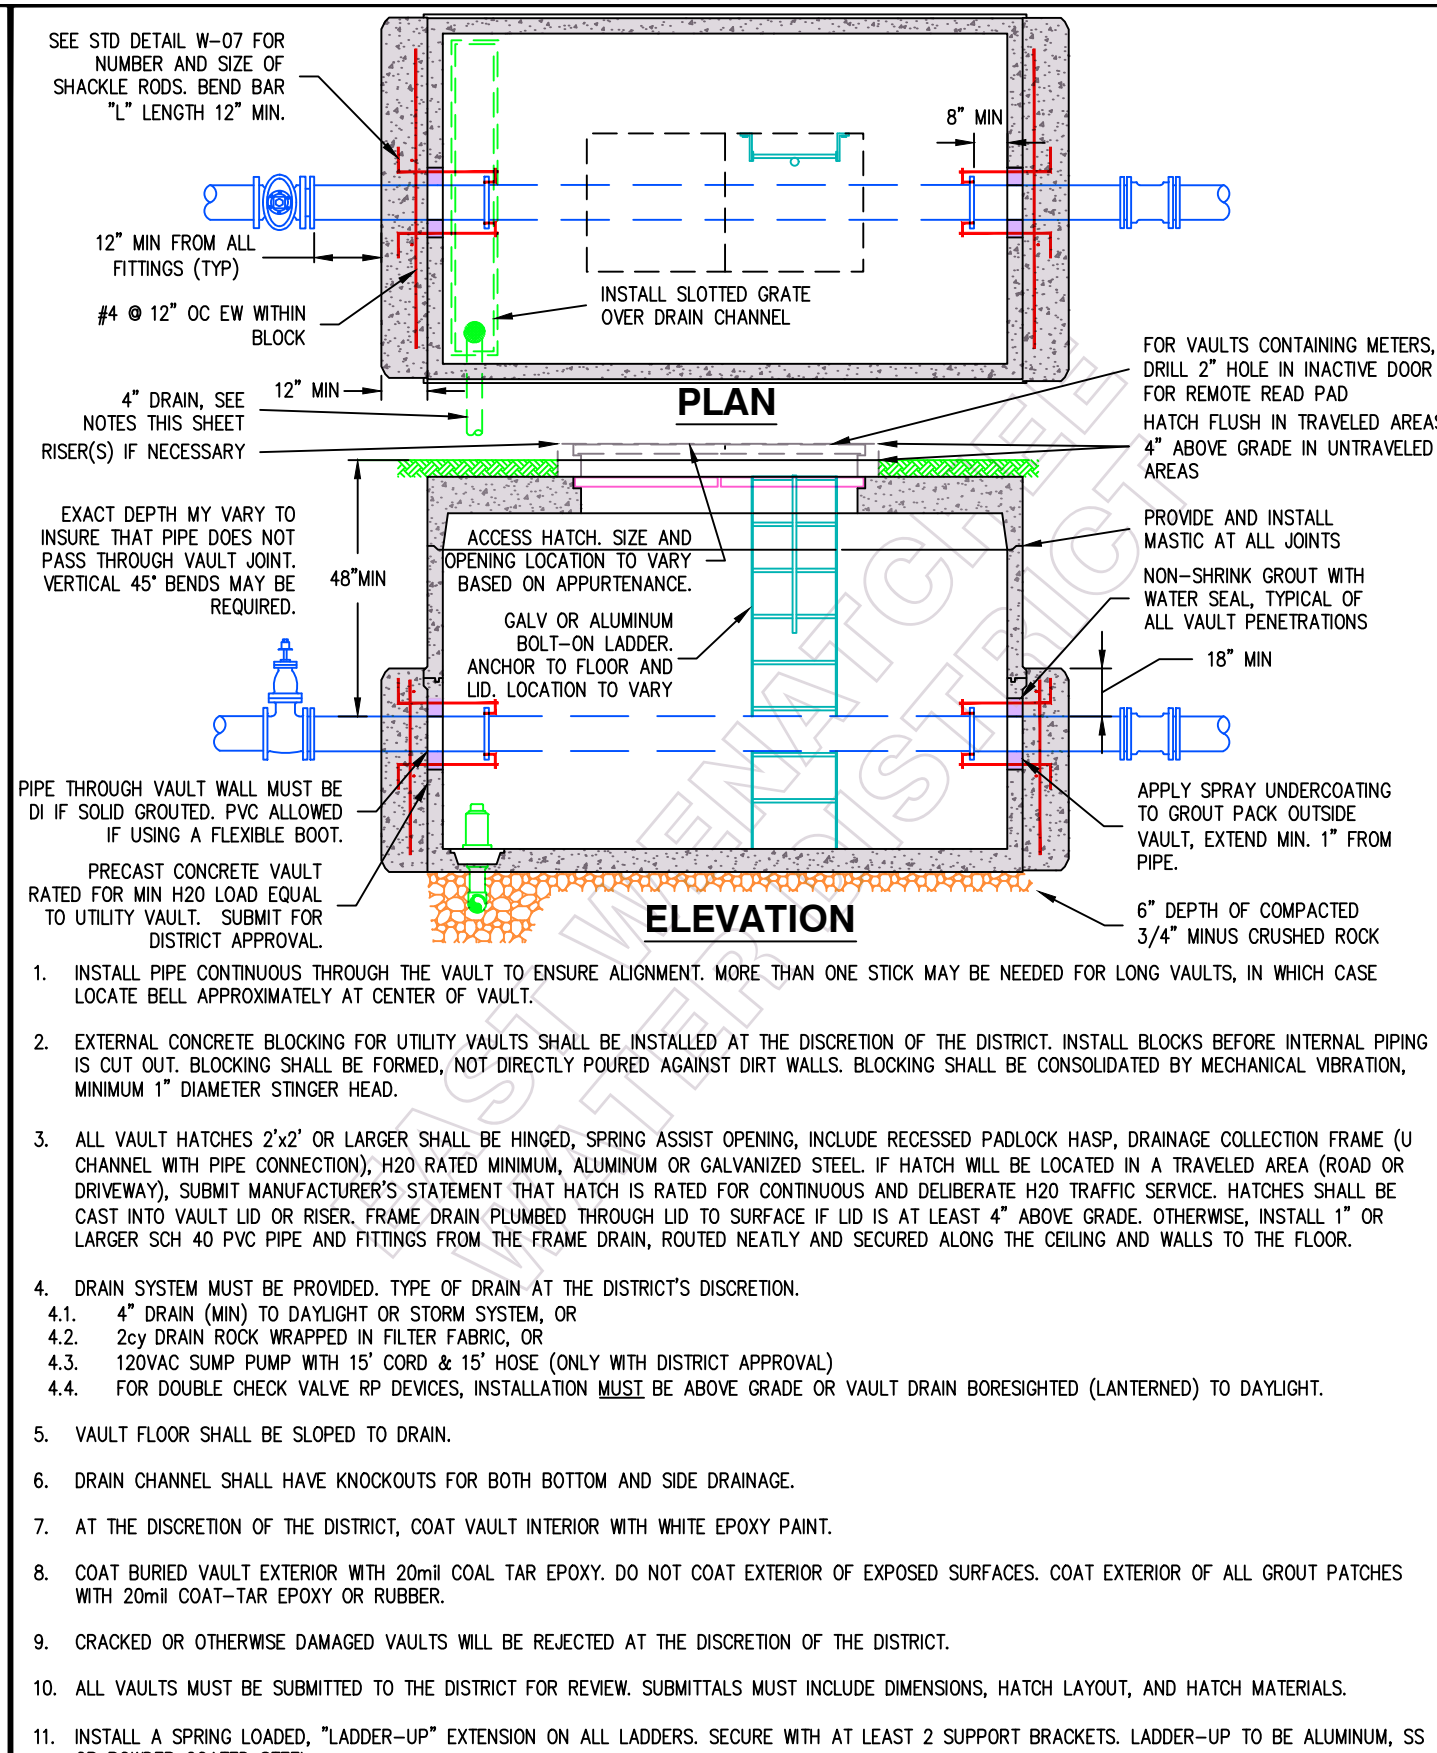 SEE STD DETAIL W-07 FOR
NUMBER AND SIZE OF
SHACKLE RODS. BEND BAR
"L" LENGTH 12" MIN.
8" MIN
12" MIN FROM ALL
FITTINGS (TYP)
#4 @ 12" OC EW WITHIN
BLOCK
INSTALL SLOTTED GRATE
OVER DRAIN CHANNEL
12" MIN
4" DRAIN, SEE
NOTES THIS SHEET
RISER(S) IF NECESSARY
PLAN
FOR VAULTS CONTAINING METERS,
DRILL 2" HOLE IN INACTIVE DOOR
FOR REMOTE READ PAD
HATCH FLUSH IN TRAVELED AREAS
4" ABOVE GRADE IN UNTRAVELED
AREAS
EXACT DEPTH MY VARY TO
INSURE THAT PIPE DOES NOT
PASS THROUGH VAULT JOINT.
VERTICAL 45° BENDS MAY BE
REQUIRED.
48"MIN
ACCESS HATCH. SIZE AND
OPENING LOCATION TO VARY
BASED ON APPURTENANCE.
GALV OR ALUMINUM
BOLT-ON LADDER.
ANCHOR TO FLOOR AND
LID. LOCATION TO VARY
PROVIDE AND INSTALL
MASTIC AT ALL JOINTS
NON-SHRINK GROUT WITH
WATER SEAL, TYPICAL OF
ALL VAULT PENETRATIONS
18" MIN
PIPE THROUGH VAULT WALL MUST BE
DI IF SOLID GROUTED. PVC ALLOWED
IF USING A FLEXIBLE BOOT.
PRECAST CONCRETE VAULT
RATED FOR MIN H20 LOAD EQUAL
TO UTILITY VAULT. SUBMIT FOR
DISTRICT APPROVAL.
APPLY SPRAY UNDERCOATING
TO GROUT PACK OUTSIDE
VAULT, EXTEND MIN. 1" FROM
PIPE.
6" DEPTH OF COMPACTED
3/4" MINUS CRUSHED ROCK
ELEVATION
EAST WENATCHEE
WATER DISTRICT
1. INSTALL PIPE CONTINUOUS THROUGH THE VAULT TO ENSURE ALIGNMENT. MORE THAN ONE STICK MAY BE NEEDED FOR LONG VAULTS, IN WHICH CASE
LOCATE BELL APPROXIMATELY AT CENTER OF VAULT.
2. EXTERNAL CONCRETE BLOCKING FOR UTILITY VAULTS SHALL BE INSTALLED AT THE DISCRETION OF THE DISTRICT. INSTALL BLOCKS BEFORE INTERNAL PIPING
IS CUT OUT. BLOCKING SHALL BE FORMED, NOT DIRECTLY POURED AGAINST DIRT WALLS. BLOCKING SHALL BE CONSOLIDATED BY MECHANICAL VIBRATION,
MINIMUM 1" DIAMETER STINGER HEAD.
3. ALL VAULT HATCHES 2'x2' OR LARGER SHALL BE HINGED, SPRING ASSIST OPENING, INCLUDE RECESSED PADLOCK HASP, DRAINAGE COLLECTION FRAME (U
CHANNEL WITH PIPE CONNECTION), H20 RATED MINIMUM, ALUMINUM OR GALVANIZED STEEL. IF HATCH WILL BE LOCATED IN A TRAVELED AREA (ROAD OR
DRIVEWAY), SUBMIT MANUFACTURER'S STATEMENT THAT HATCH IS RATED FOR CONTINUOUS AND DELIBERATE H20 TRAFFIC SERVICE. HATCHES SHALL BE
CAST INTO VAULT LID OR RISER. FRAME DRAIN PLUMBED THROUGH LID TO SURFACE IF LID IS AT LEAST 4" ABOVE GRADE. OTHERWISE, INSTALL 1" OR
LARGER SCH 40 PVC PIPE AND FITTINGS FROM THE FRAME DRAIN, ROUTED NEATLY AND SECURED ALONG THE CEILING AND WALLS TO THE FLOOR.
4. DRAIN SYSTEM MUST BE PROVIDED. TYPE OF DRAIN AT THE DISTRICT'S DISCRETION.
4.1. 4" DRAIN (MIN) TO DAYLIGHT OR STORM SYSTEM, OR
4.2. 2cy DRAIN ROCK WRAPPED IN FILTER FABRIC, OR
4.3. 120VAC SUMP PUMP WITH 15' CORD & 15' HOSE (ONLY WITH DISTRICT APPROVAL)
4.4. FOR DOUBLE CHECK VALVE RP DEVICES, INSTALLATION MUST BE ABOVE GRADE OR VAULT DRAIN BORESIGHTED (LANTERNED) TO DAYLIGHT.
5. VAULT FLOOR SHALL BE SLOPED TO DRAIN.
6. DRAIN CHANNEL SHALL HAVE KNOCKOUTS FOR BOTH BOTTOM AND SIDE DRAINAGE.
7. AT THE DISCRETION OF THE DISTRICT, COAT VAULT INTERIOR WITH WHITE EPOXY PAINT.
8. COAT BURIED VAULT EXTERIOR WITH 20mil COAL TAR EPOXY. DO NOT COAT EXTERIOR OF EXPOSED SURFACES. COAT EXTERIOR OF ALL GROUT PATCHES
WITH 20mil COAT-TAR EPOXY OR RUBBER.
9. CRACKED OR OTHERWISE DAMAGED VAULTS WILL BE REJECTED AT THE DISCRETION OF THE DISTRICT.
10. ALL VAULTS MUST BE SUBMITTED TO THE DISTRICT FOR REVIEW. SUBMITTALS MUST INCLUDE DIMENSIONS, HATCH LAYOUT, AND HATCH MATERIALS.
11. INSTALL A SPRING LOADED, "LADDER-UP" EXTENSION ON ALL LADDERS. SECURE WITH AT LEAST 2 SUPPORT BRACKETS. LADDER-UP TO BE ALUMINUM, SS